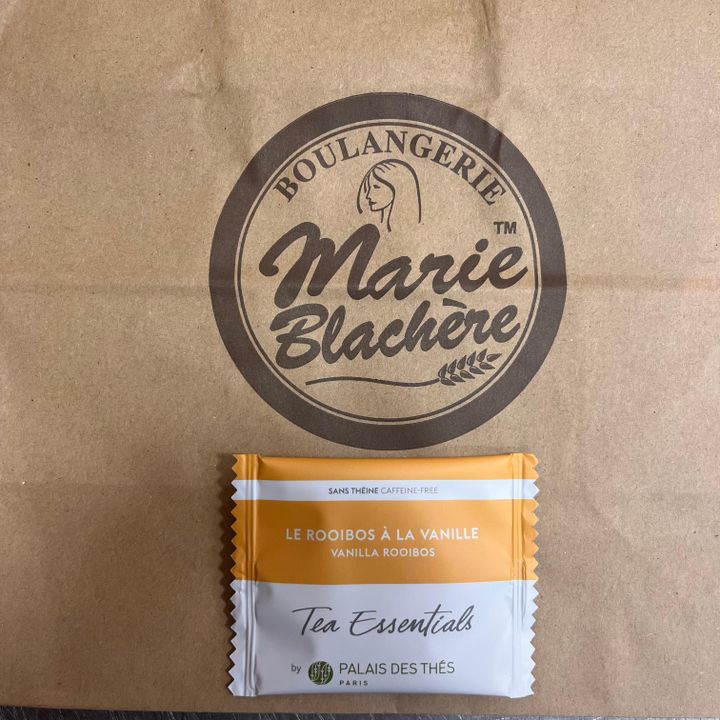 BOULANGERIE
Marie TM
Blachère
SANS THÉINE CAFFEINE-FREE
LE ROOIBOS À LA VANILLE
VANILLA ROOIBOS
Tea Essentials
by PALAIS DES THÉS
PARIS